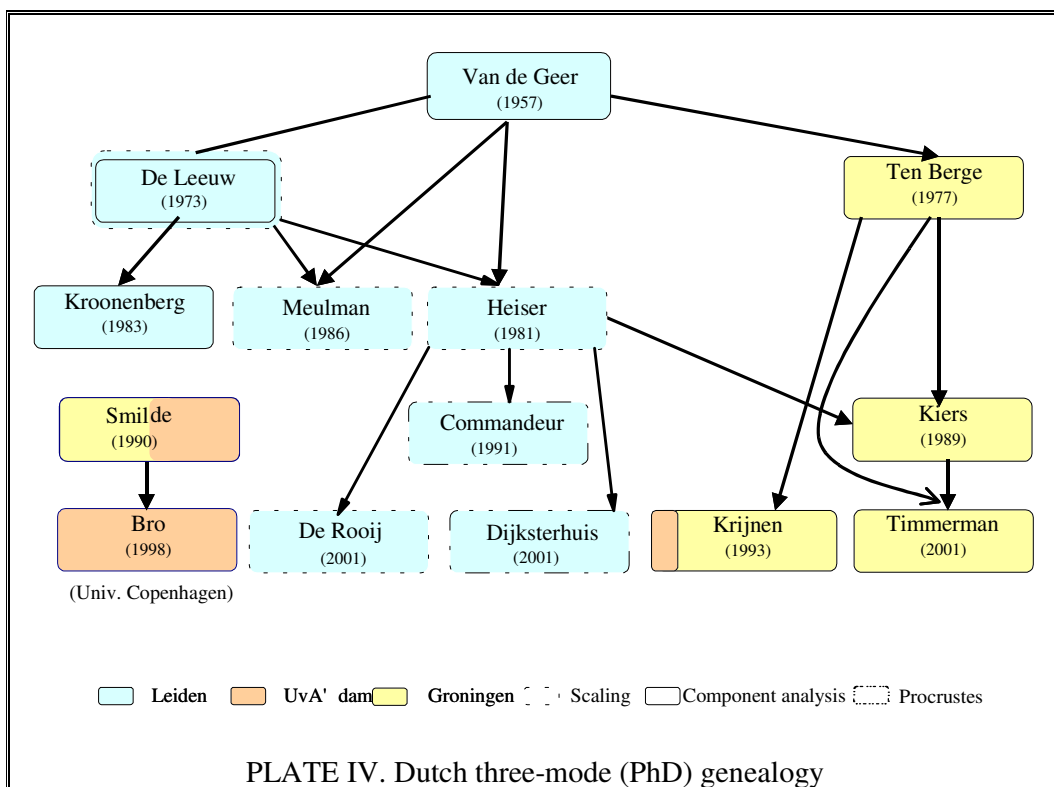 Van de Geer
(1957)
De Leeuw
(1973)
Ten Berge
(1977)
Kroonenberg
(1983)
Meulman
(1986)
Heiser
(1981)
Smilde
(1990)
Commandeur
(1991)
Kiers
(1989)
Bro
(1998)
De Rooij
(2001)
Dijksterhuis
(2001)
Krijnen
(1993)
Timmerman
(2001)
(Univ. Copenhagen)
Leiden UvA' dam Groningen Scaling Component analysis Procrustes
PLATE IV. Dutch three-mode (PhD) genealogy